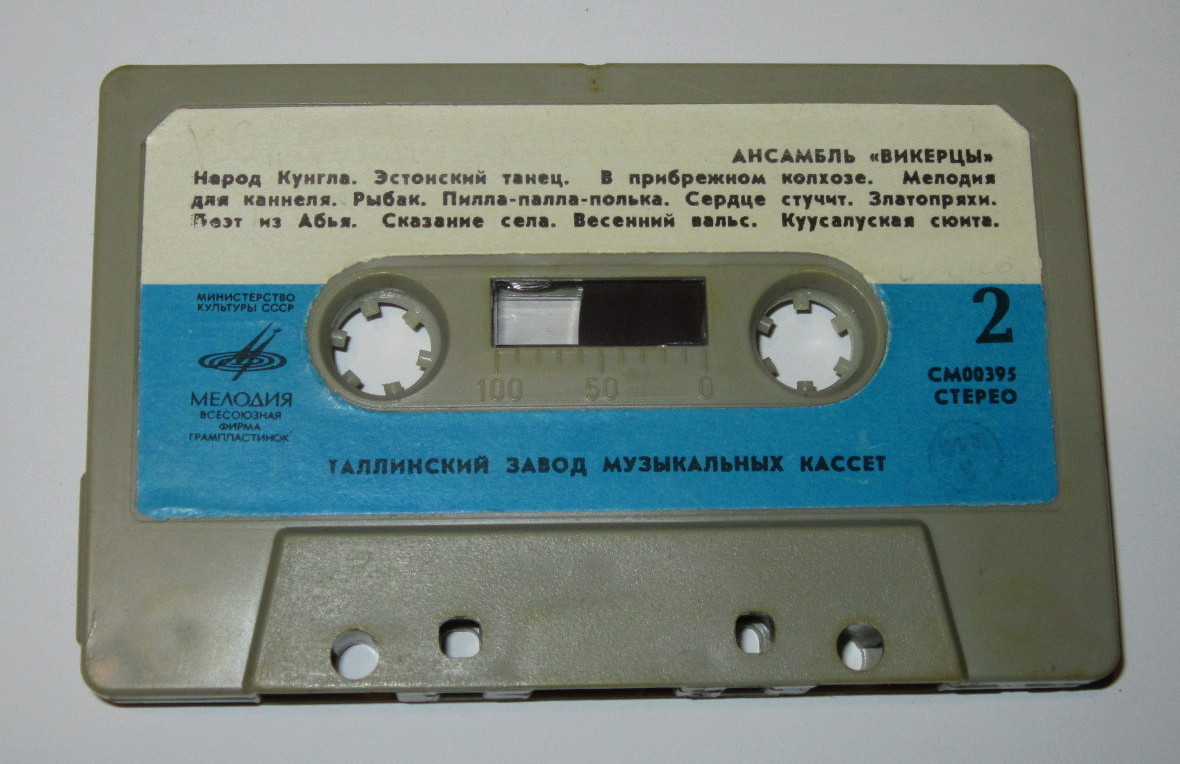 АНСАМБЛЬ «ВИКЕРЦЫ»
Народ Кунгла. Эстонский танец. В прибрежном колхозе. Мелодия
для каннеля. Рыбак. Пилла-палла-полька. Сердце стучит. Златопряхи.
Поэт из Абья. Сказание села. Весенний вальс. Куусалуская сюита.
МИНИСТЕРСТВО
КУЛЬТУРЫ СССР
МЕЛОДИЯ
ВСЕСОЮЗНАЯ
ФИРМА
ГРАМПЛАСТИНОК
100 50 0
2
СМ00395
СТЕРЕО
ТАЛЛИНСКИЙ ЗАВОД МУЗЫКАЛЬНЫХ КАССЕТ